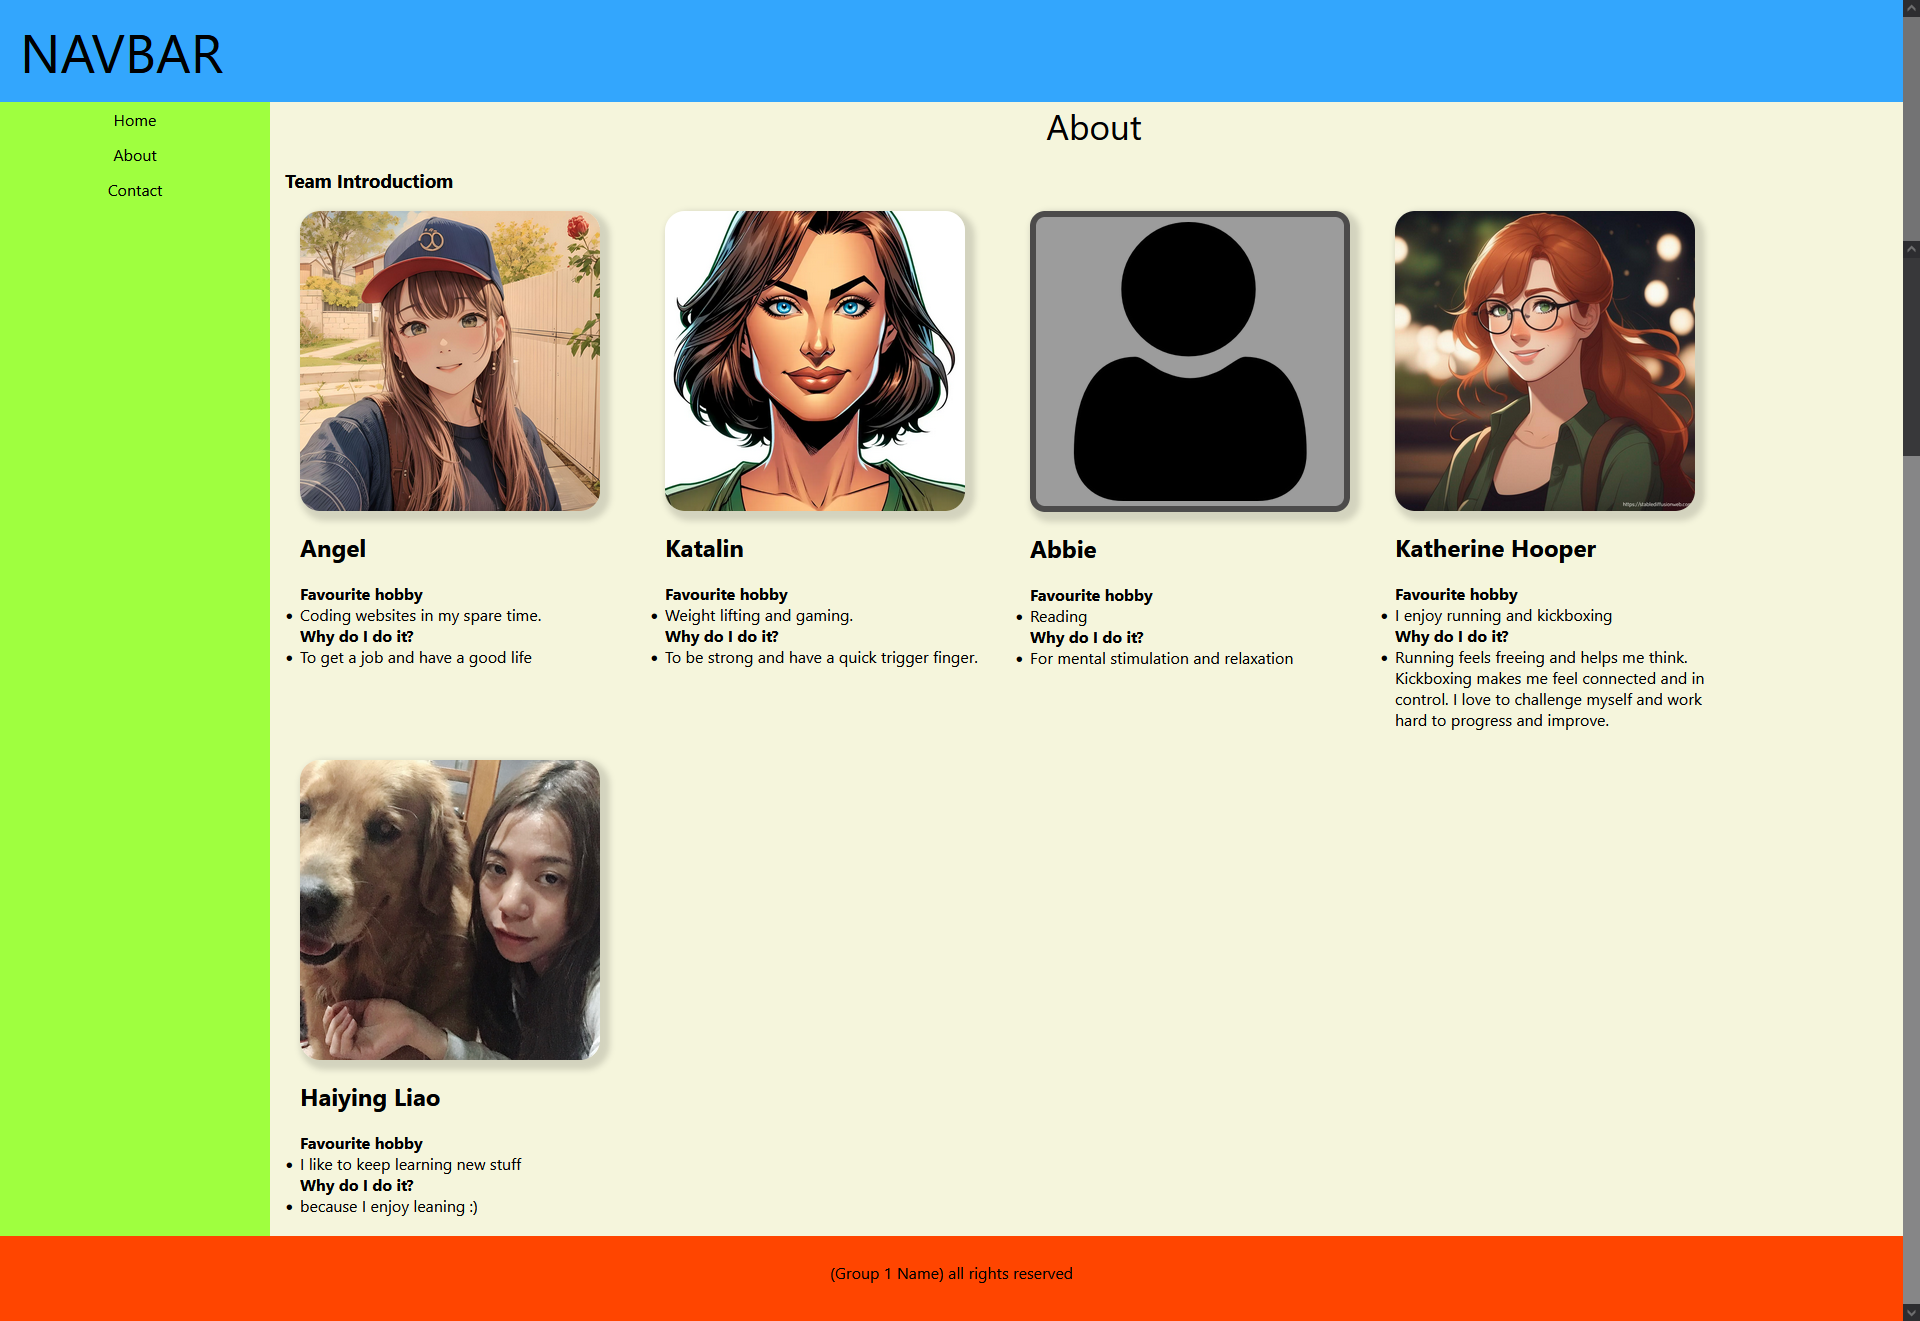 NAVBAR
Home
About
Contact
About
Team Introductiom
https://stablediffusionweb.com
Angel
Favourite hobby
• Coding websites in my spare time.
Why do I do it?
• To get a job and have a good life
Katalin
Favourite hobby
• Weight lifting and gaming.
Why do I do it?
• To be strong and have a quick trigger finger.
Abbie
Favourite hobby
• Reading
Why do I do it?
• For mental stimulation and relaxation
Katherine Hooper
Favourite hobby
• I enjoy running and kickboxing
Why do I do it?
• Running feels freeing and helps me think.
Kickboxing makes me feel connected and in
control. I love to challenge myself and work
hard to progress and improve.
Haiying Liao
Favourite hobby
• I like to keep learning new stuff
Why do I do it?
• because I enjoy leaning :)
(Group 1 Name) all rights reserved